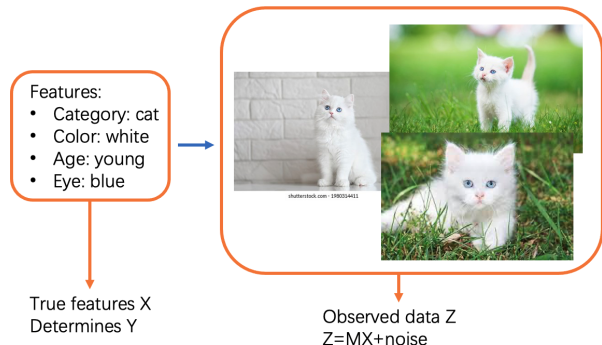 Features:
• Category: cat
• Color: white
• Age: young
• Eye: blue
shutterstock.com · 1980314411
True features X
Determines Y
Observed data Z
Z=MX+noise